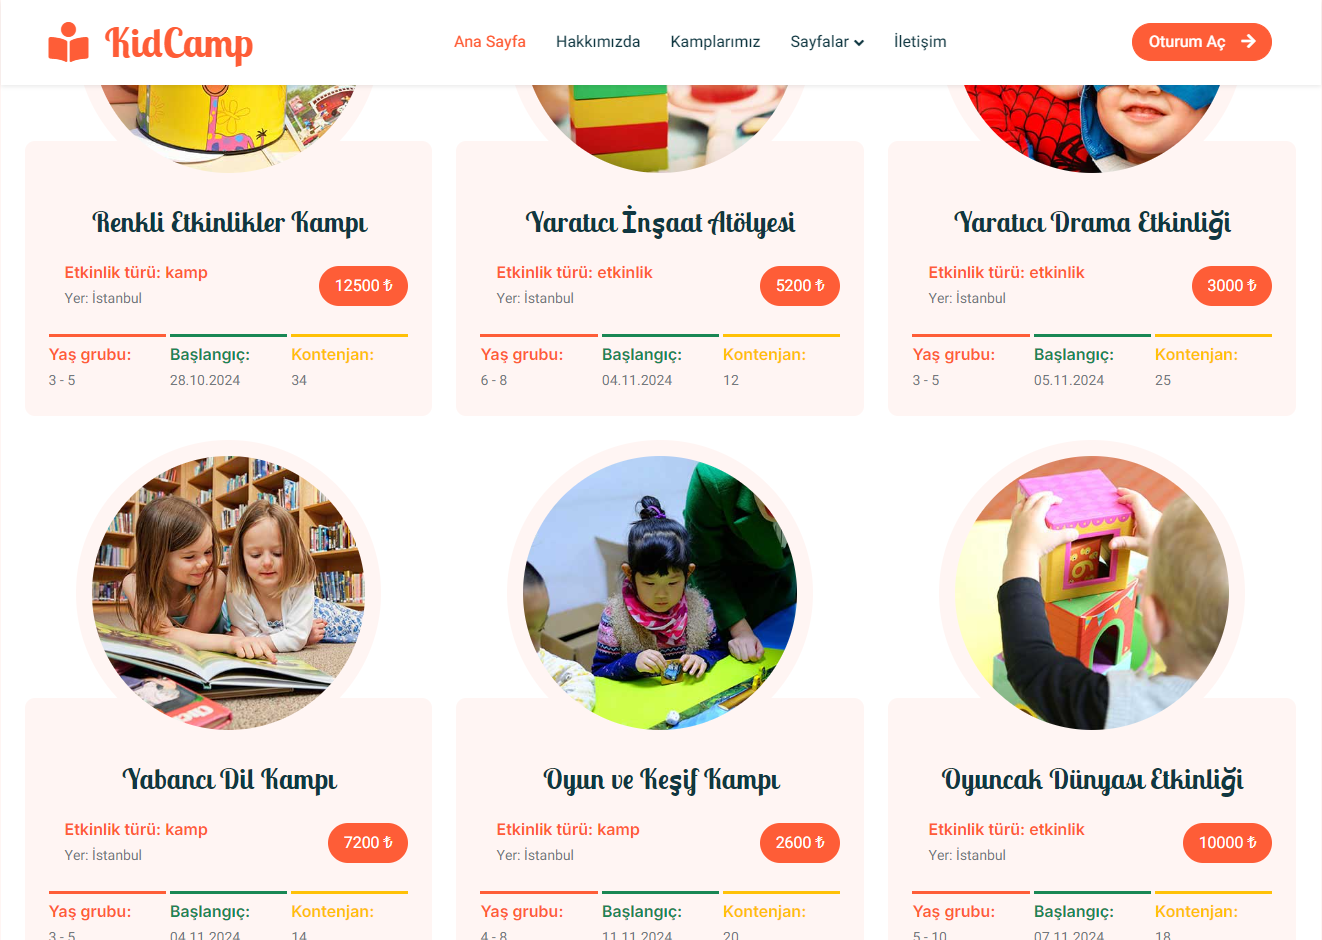 KidCamp
Ana Sayfa Hakkımızda Kamplarımız Sayfalar İletişim
Oturum Aç
Renkli Etkinlikler Kampı
Etkinlik türü: kamp
Yer: İstanbul
12500 ₺
Yaş grubu: Başlangıç: Kontenjan:
3 - 5 28.10.2024 34
Yaratıcı İnşaat Atölyesi
Etkinlik türü: etkinlik
Yer: İstanbul
5200 ₺
Yaş grubu: Başlangıç: Kontenjan:
6 - 8 04.11.2024 12
Yaratıcı Drama Etkinliği
Etkinlik türü: etkinlik
Yer: İstanbul
3000 ₺
Yaş grubu: Başlangıç: Kontenjan:
3 - 5 05.11.2024 25
Yabancı Dil Kampı
Etkinlik türü: kamp
Yer: İstanbul
7200 ₺
Yaş grubu: Başlangıç: Kontenjan:
3 - 5 04.11.2024 14
Oyun ve Keşif Kampı
Etkinlik türü: kamp
Yer: İstanbul
2600 ₺
Yaş grubu: Başlangıç: Kontenjan:
4 - 8 11.11.2024 20
Oyuncak Dünyası Etkinliği
Etkinlik türü: etkinlik
Yer: İstanbul
10000 ₺
Yaş grubu: Başlangıç: Kontenjan:
5 - 10 07.11.2024 18